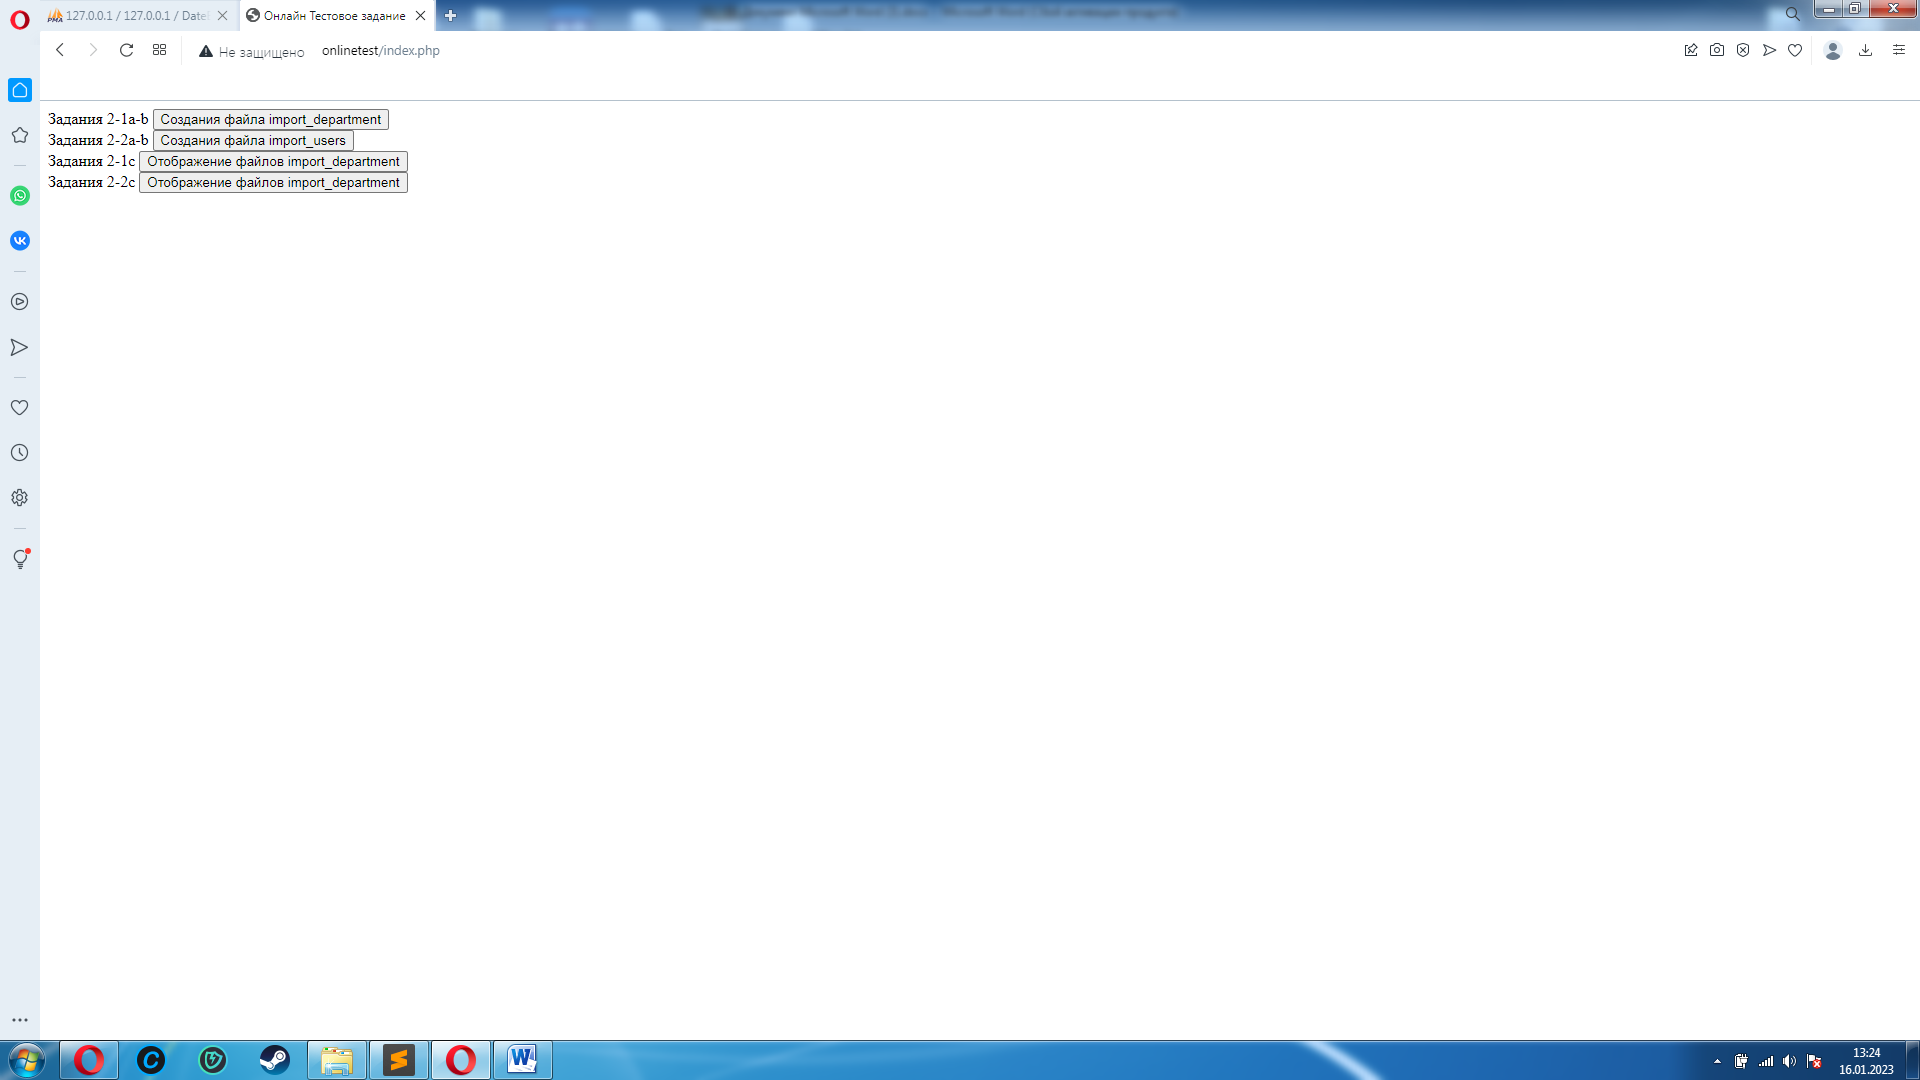 127.0.0.1 / 127.0.0.1 / Date
Онлайн Тестовое задание
Не защищено onlinetest/index.php
Задания 2-1a-b Создания файла import_department
Задания 2-2a-b Создания файла import_users
Задания 2-1c Отображение файлов import_department
Задания 2-2c Отображение файлов import_department
13:24
16.01.2023